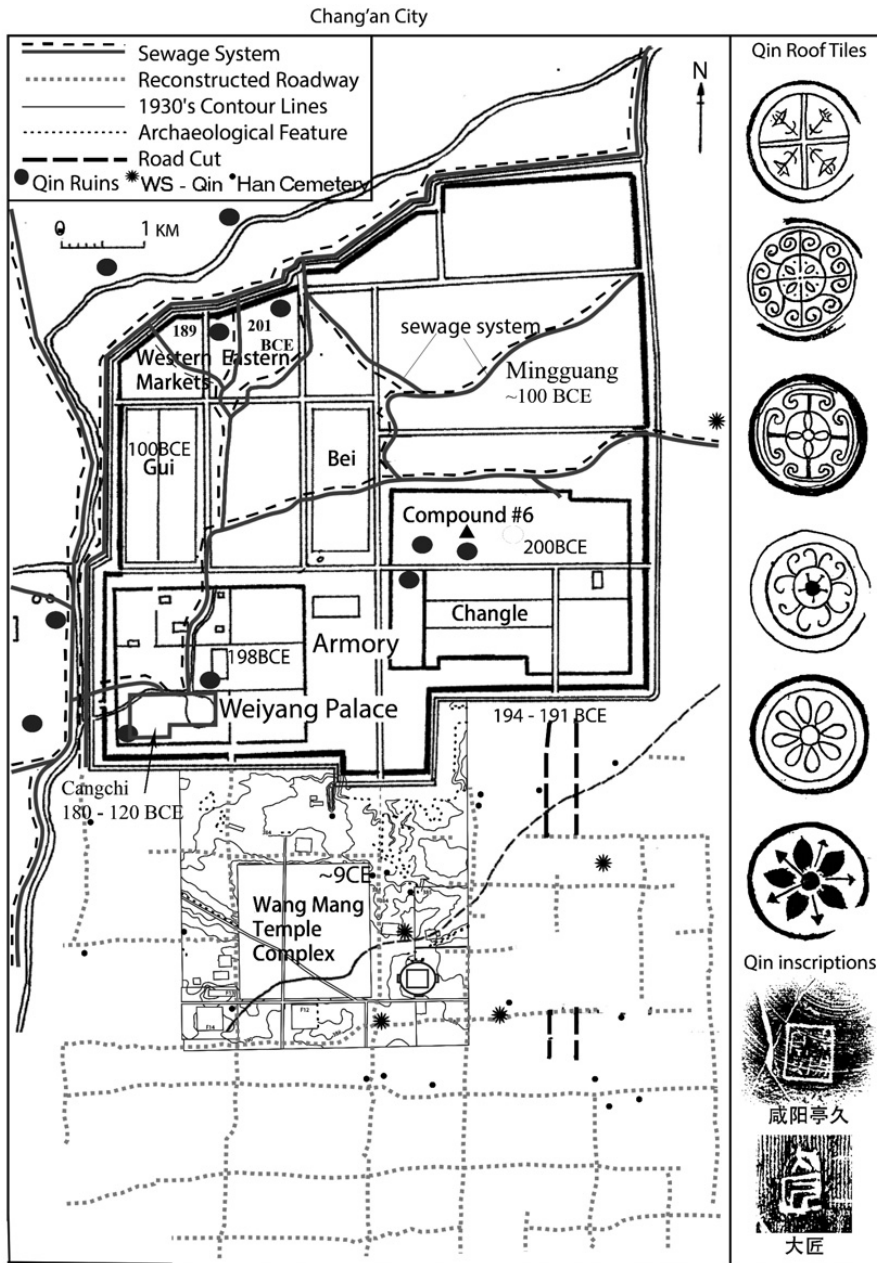 Chang'an City
Sewage System
Reconstructed Roadway
1930's Contour Lines
Archaeological Feature
Road Cut
Qin Ruins WS - Qin Han Cemetery
0 1 KM
N
189
201
BCE
Western Eastern
Markets
sewage system
Mingguang
~100 BCE
100BCE
Gui
Bei
Compound #6
200BCE
Changle
Armory
198BCE
Weiyang Palace
194 - 191 BCE
Cangchi
180 - 120 BCE
~9CE
Wang Mang
Temple
Complex
F12
F14
Qin Roof Tiles
Qin inscriptions
咸阳亭久
大匠